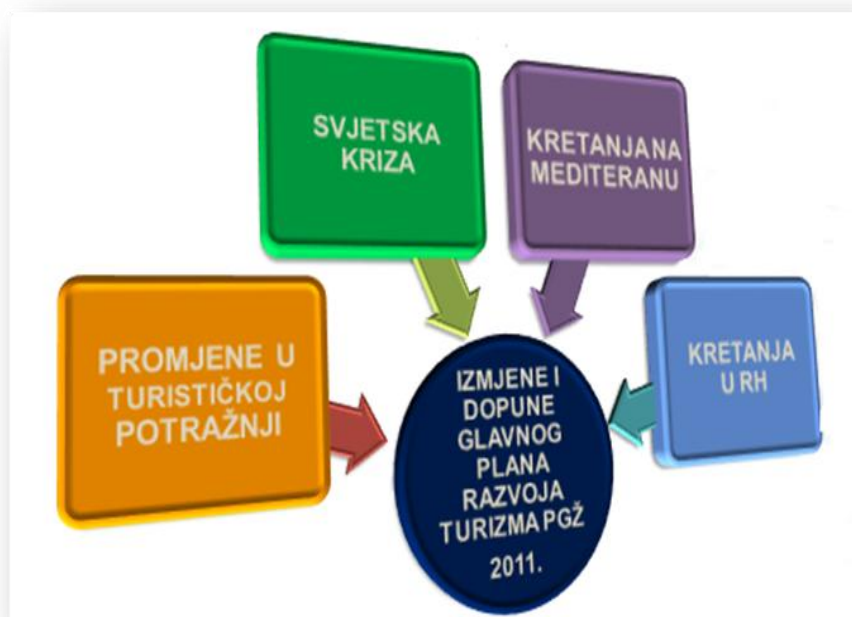 SVJETSKA
KRIZA
KRETANJA NA
MEDITERANU
PROMJENE U
TURISTIČKOJ
POTRAŽNJI
KRETANJA
U RH
IZMJENE I
DOPUNE
GLAVNOG
PLANA
RAZVOJA
TURIZMA PGŽ
2011.